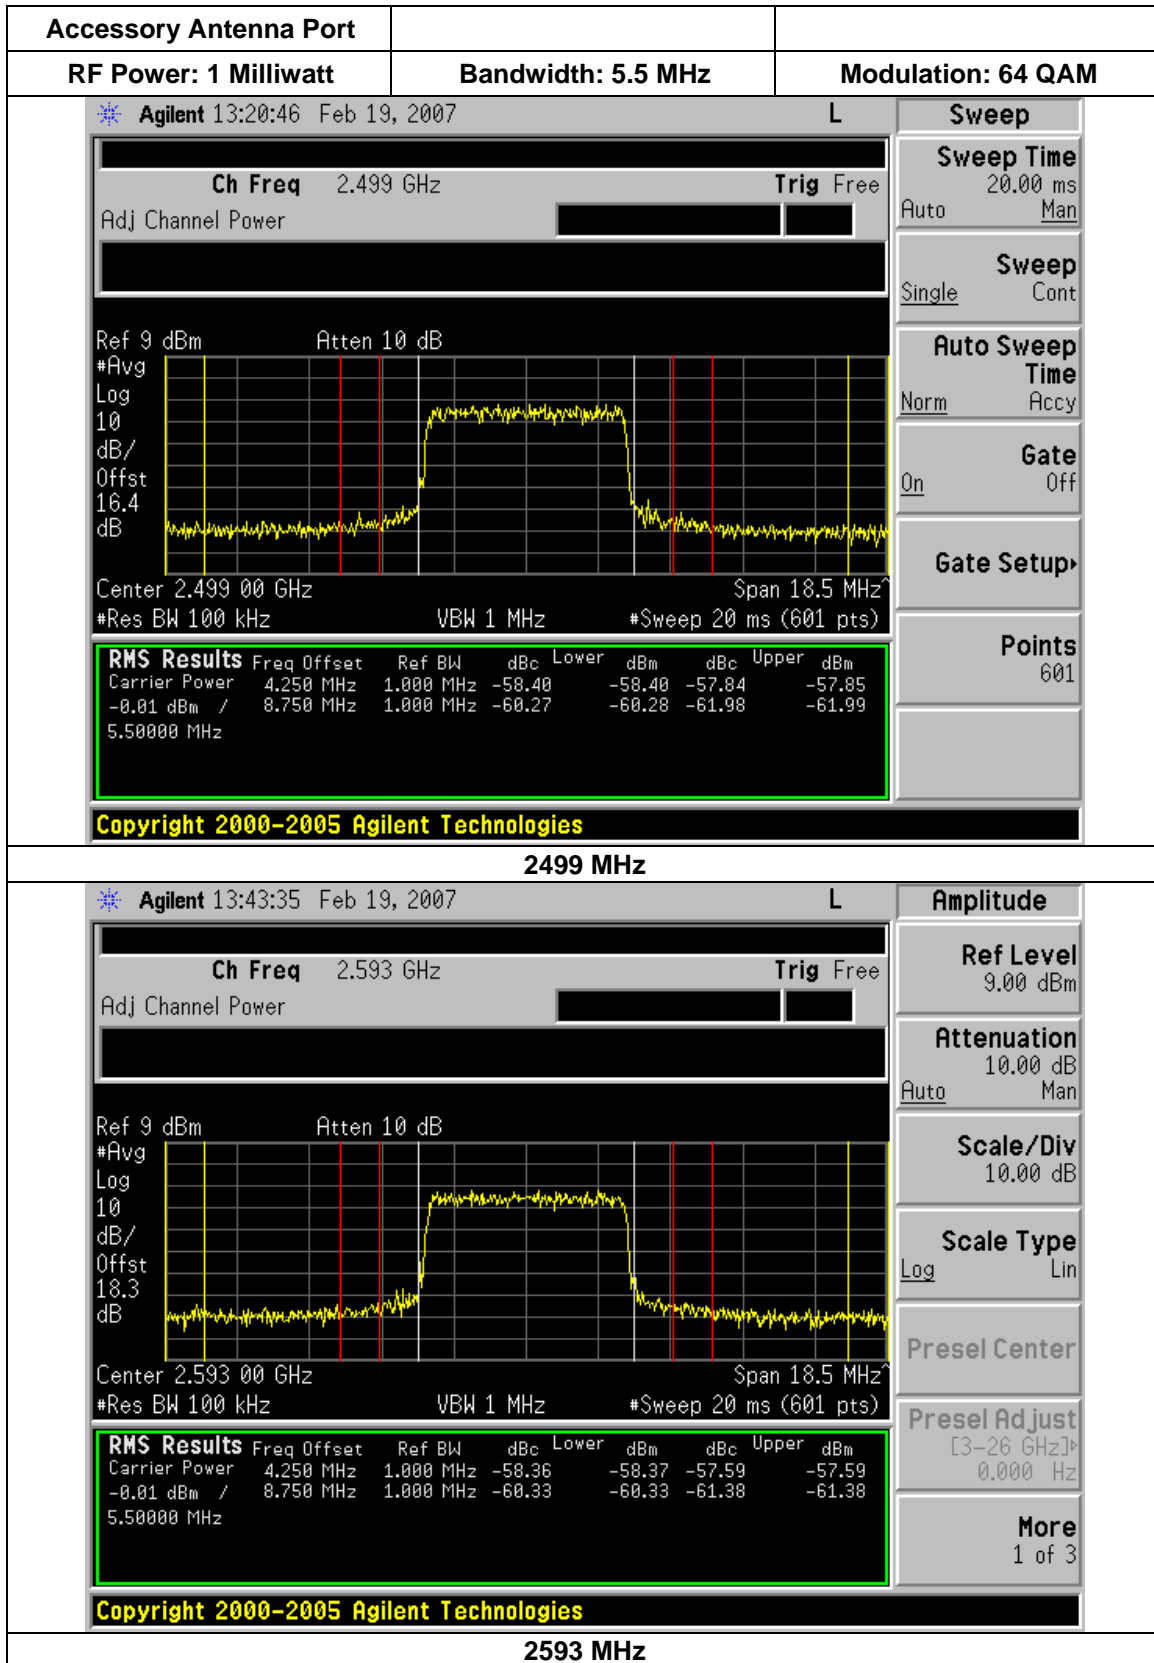 Accessory Antenna Port
RF Power: 1 Milliwatt Bandwidth: 5.5 MHz Modulation: 64 QAM
Agilent 13:20:46 Feb 19, 2007 L Sweep
Ch Freq 2.499 GHz Trig Free
Adj Channel Power
Sweep Time
20.00 ms
Auto Man
Sweep
Single Cont
Auto Sweep
Time
Norm Accy
Gate
On Off
Gate Setup
Points
601
Ref 9 dBm Atten 10 dB
#Avg
Log
10
dB/
Offst
16.4
dB
Center 2.499 00 GHz Span 18.5 MHz^
#Res BW 100 kHz VBW 1 MHz #Sweep 20 ms (601 pts)
RMS Results Freq Offset Ref BW dBc Lower dBm dBc Upper dBm
Carrier Power 4.250 MHz 1.000 MHz -58.40 -58.40 -57.84 -57.85
-0.01 dBm / 8.750 MHz 1.000 MHz -60.27 -60.28 -61.98 -61.99
5.50000 MHz
Copyright 2000-2005 Agilent Technologies
2499 MHz
Agilent 13:43:35 Feb 19, 2007 L Amplitude
Ch Freq 2.593 GHz Trig Free
Adj Channel Power
Ref Level
9.00 dBm
Attenuation
10.00 dB
Auto Man
Scale/Div
10.00 dB
Scale Type
Log Lin
Presel Center
Presel Adjust
[3-26 GHz]
0.000 Hz
More
1 of 3
Ref 9 dBm Atten 10 dB
#Avg
Log
10
dB/
Offst
18.3
dB
Center 2.593 00 GHz Span 18.5 MHz^
#Res BW 100 kHz VBW 1 MHz #Sweep 20 ms (601 pts)
RMS Results Freq Offset Ref BW dBc Lower dBm dBc Upper dBm
Carrier Power 4.250 MHz 1.000 MHz -58.36 -58.37 -57.59 -57.59
-0.01 dBm / 8.750 MHz 1.000 MHz -60.33 -60.33 -61.38 -61.38
5.50000 MHz
Copyright 2000-2005 Agilent Technologies
2593 MHz